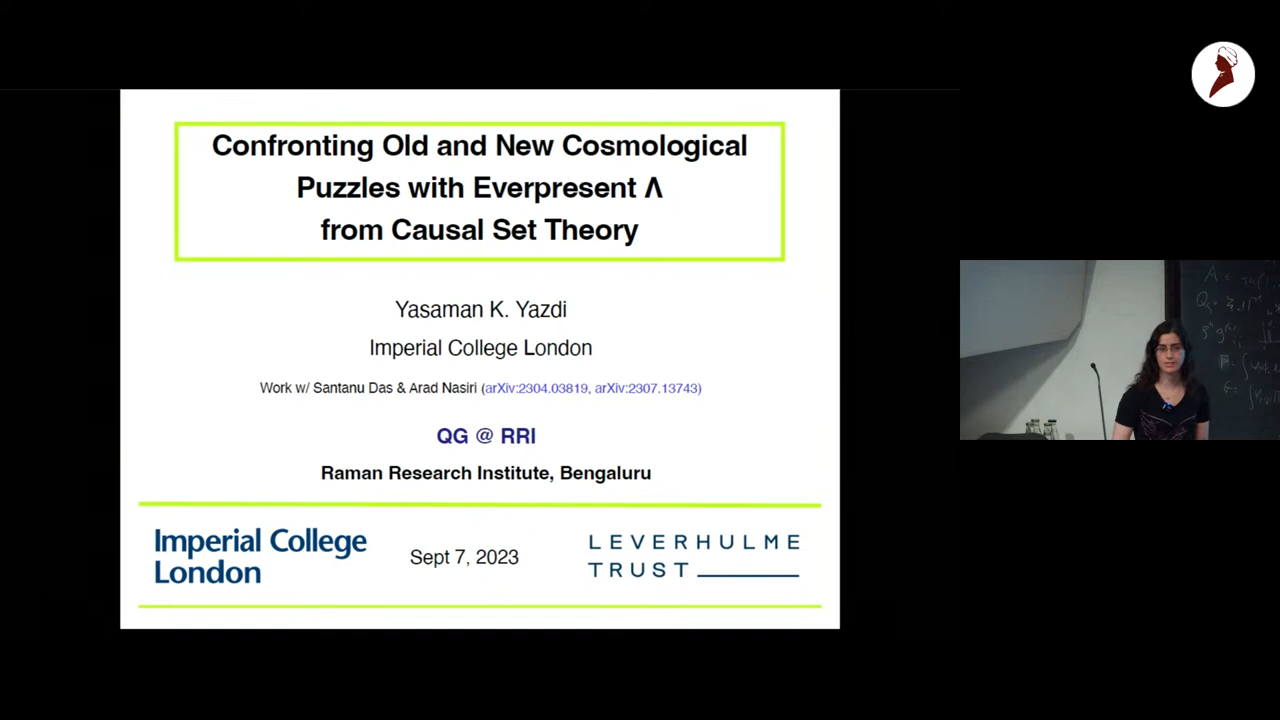 Confronting Old and New Cosmological
Puzzles with Everpresent Λ
from Causal Set Theory
Yasaman K. Yazdi
Imperial College London
Work w/ Santanu Das & Arad Nasiri (arXiv:2304.03819, arXiv:2307.13743)
QG @ RRI
Raman Research Institute, Bengaluru
Imperial College
London
Sept 7, 2023
LEVERHULME
TRUST